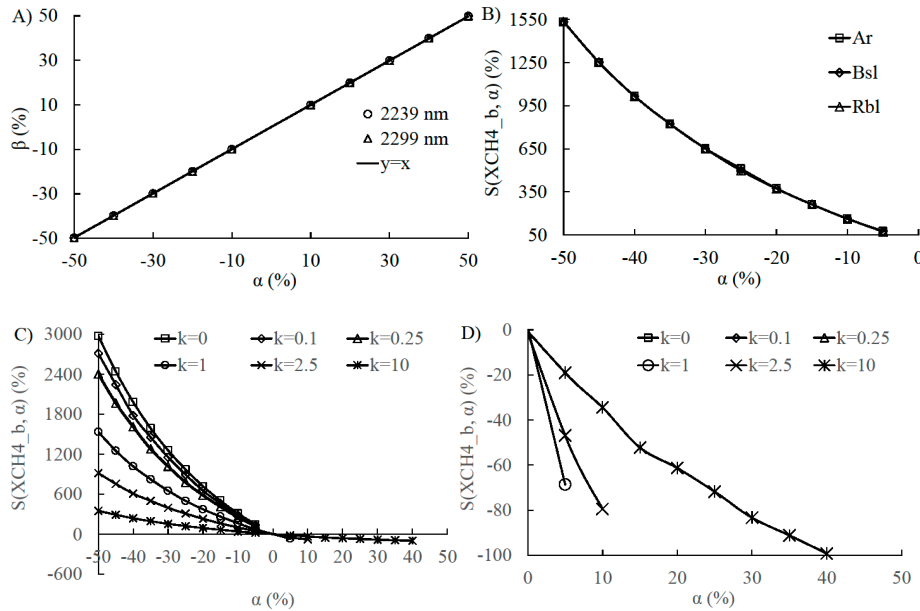 A)
50
30
10
-10
-30
-50
β (%)
2239 nm
2299 nm
y=x
-50 -30 -10 10 30 50
α (%)
B)
1550
1250
950
650
350
50
S(XCH4_b, α) (%)
Ar
Bsl
Rbl
-50 -40 -30 -20 -10 0
α (%)
C)
3000
2400
1800
1200
600
0
-600
S(XCH4_b, α) (%)
k=0 k=0.1 k=0.25
k=1 k=2.5 k=10
-50 -40 -30 -20 -10 0 10 20 30 40 50
α (%)
D)
0
-20
-40
-60
-80
-100
S(XCH4_b, α) (%)
k=0 k=0.1 k=0.25
k=1 k=2.5 k=10
0 10 20 30 40 50
α (%)